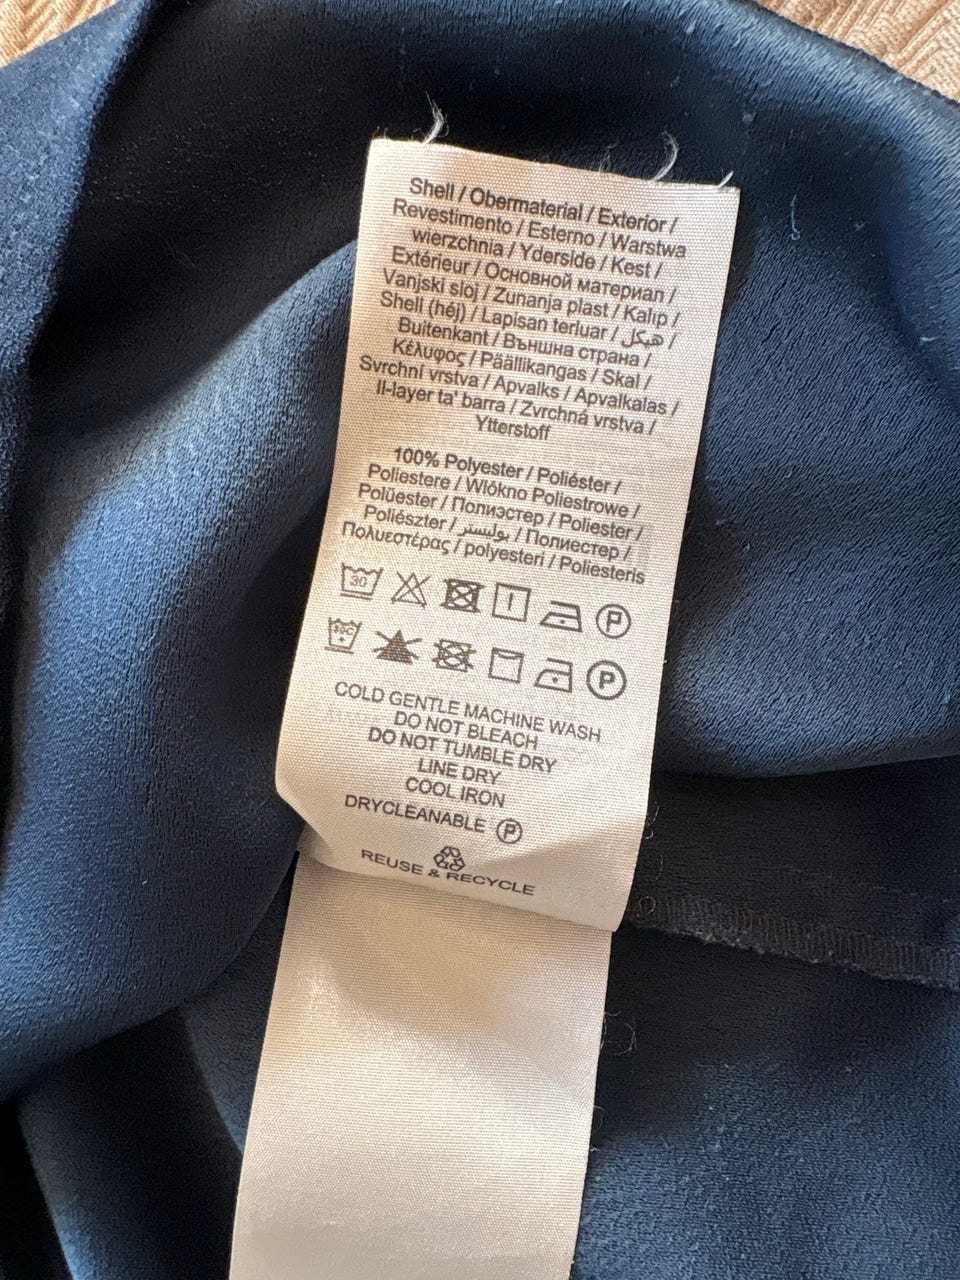 Shell / Obermaterial / Exterior /
Revestimento / Esterno / Warstwa
wierzchnia / Yderside / Kest /
Extérieur / Основной материал /
Vanjski sloj / Zunanja plast / Kalıp /
Shell (héj) / Lapisan terluar / هيكل /
Buitenkant / Външна страна /
Κέλυφος / Päällikangas / Skal /
Svrchní vrstva / Apvalks / Apvalkalas /
Il-layer ta' barra / Zvrchná vrstva /
Ytterstoff
100% Polyester / Poliéster /
Poliestere / Wlókno Poliestrowe /
Polüester / Полиэстер / Poliester /
Poliészter / بوليستر / Полиестер /
Πολυεστέρας / polyesteri / Poliesteris
30 P
30C P
COLD GENTLE MACHINE WASH
DO NOT BLEACH
DO NOT TUMBLE DRY
LINE DRY
COOL IRON
DRYCLEANABLE P
REUSE & RECYCLE